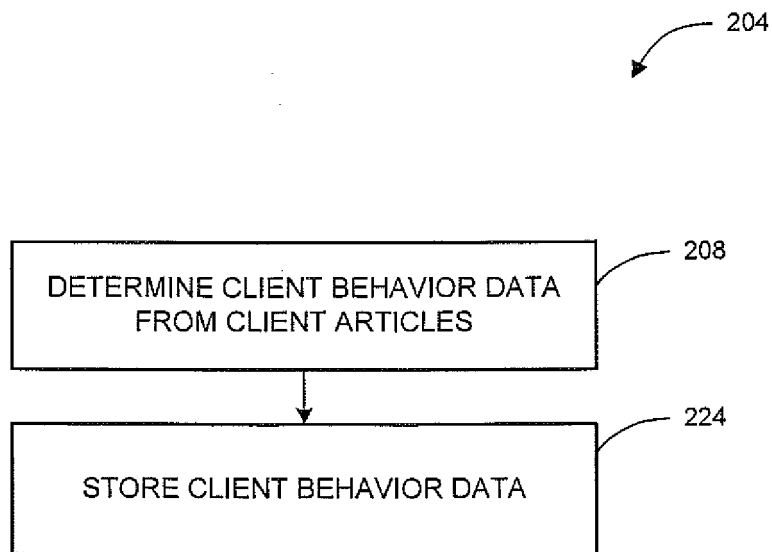 204
208
DETERMINE CLIENT BEHAVIOR DATA
FROM CLIENT ARTICLES
224
STORE CLIENT BEHAVIOR DATA